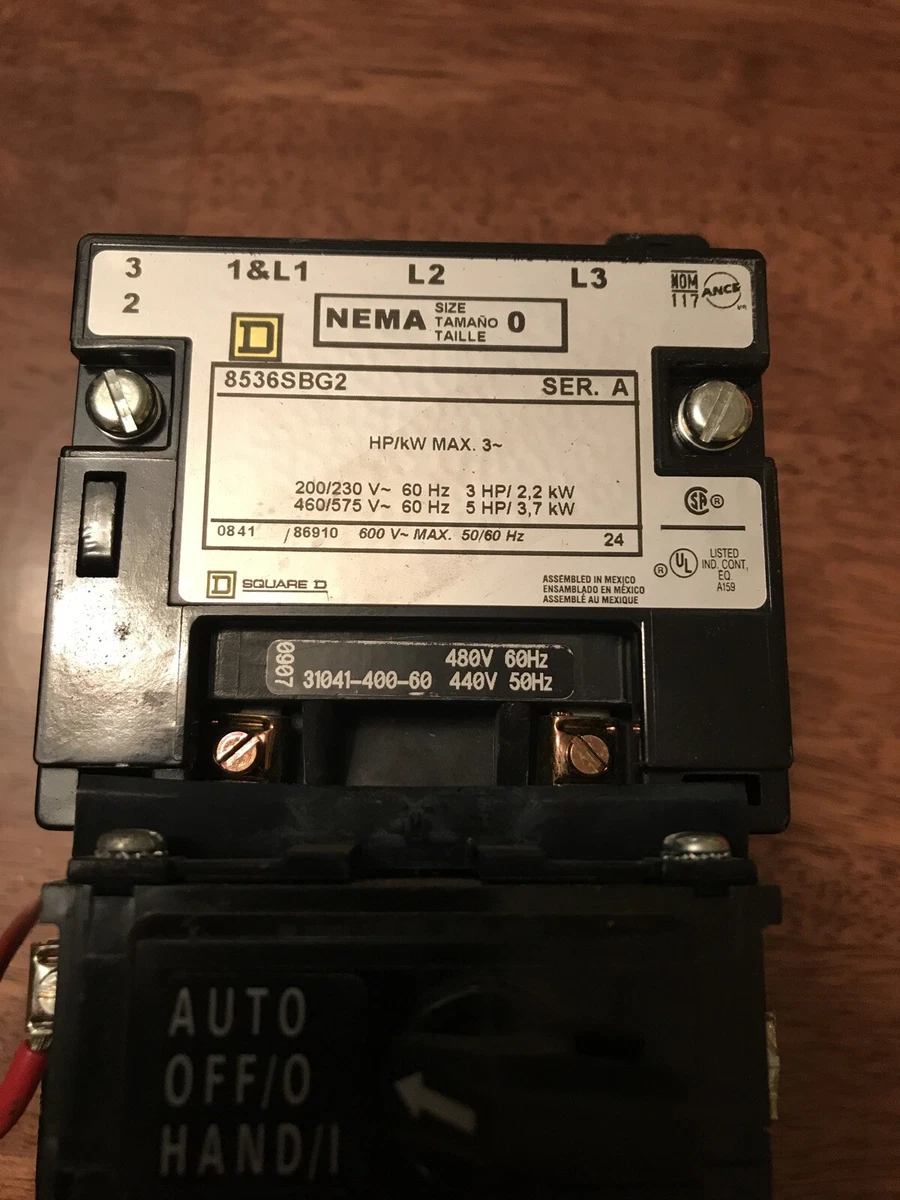 3 1&L1 L2 L3 NOM ANCE
2 117
NEMA SIZE 0
TAMAÑO
TAILLE
D
8536SBG2 SER. A
HP/kW MAX. 3~
200/230 V~ 60 Hz 3 HP/ 2,2 kW
460/575 V~ 60 Hz 5 HP/ 3,7 kW
0841 /86910 600 V~ MAX. 50/60 Hz 24
SA ®
® UL LISTED
IND. CONT.
EQ.
A159
D SQUARE D
ASSEMBLED IN MEXICO
ENSAMBLADO EN MÉXICO
ASSEMBLÉ AU MEXIQUE
0907
480V 60Hz
31041-400-60 440V 50Hz
AUTO
OFF/O
HAND/I